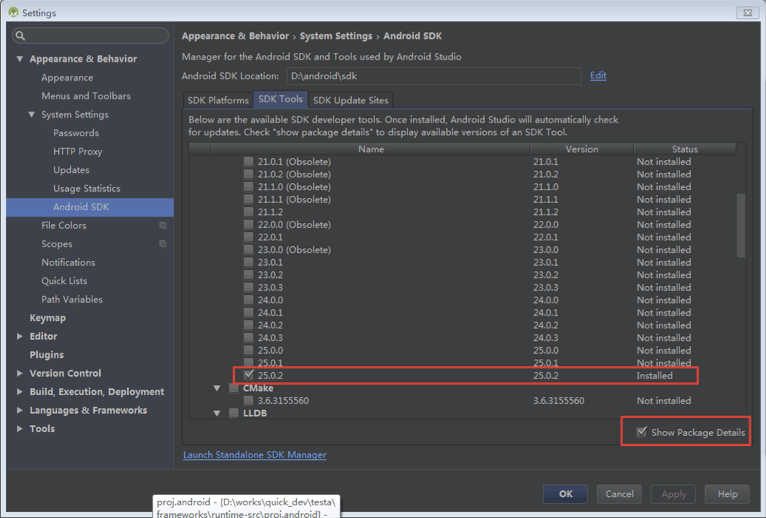 Settings
Appearance & Behavior › System Settings › Android SDK
Manager for the Android SDK and Tools used by Android Studio
Android SDK Location: D:\android\sdk Edit
Appearance & Behavior
Appearance
Menus and Toolbars
System Settings
Passwords
HTTP Proxy
Updates
Usage Statistics
Android SDK
File Colors
Scopes
Notifications
Quick Lists
Path Variables
Keymap
Editor
Plugins
Version Control
Build, Execution, Deployment
Languages & Frameworks
Tools
SDK Platforms SDK Tools SDK Update Sites
Below are the available SDK developer tools. Once installed, Android Studio will automatically check
for updates. Check "show package details" to display available versions of an SDK Tool.
Name Version Status
21.0.1 (Obsolete) 21.0.1 Not installed
21.0.2 (Obsolete) 21.0.2 Not installed
21.1.0 (Obsolete) 21.1.0 Not installed
21.1.1 (Obsolete) 21.1.1 Not installed
21.1.2 21.1.2 Not installed
22.0.0 (Obsolete) 22.0.0 Not installed
22.0.1 22.0.1 Not installed
23.0.0 (Obsolete) 23.0.0 Not installed
23.0.1 23.0.1 Not installed
23.0.2 23.0.2 Not installed
23.0.3 23.0.3 Not installed
24.0.0 24.0.0 Not installed
24.0.1 24.0.1 Not installed
24.0.2 24.0.2 Not installed
24.0.3 24.0.3 Not installed
25.0.0 25.0.0 Not installed
25.0.1 25.0.1 Not installed
25.0.2 25.0.2 Installed
CMake
3.6.3155560 3.6.3155560 Not installed
LLDB
Show Package Details
Launch Standalone SDK Manager
OK Cancel Apply Help
proj.android - [D:\works\quick_dev\testa\
frameworks\runtime-src\proj.android] -